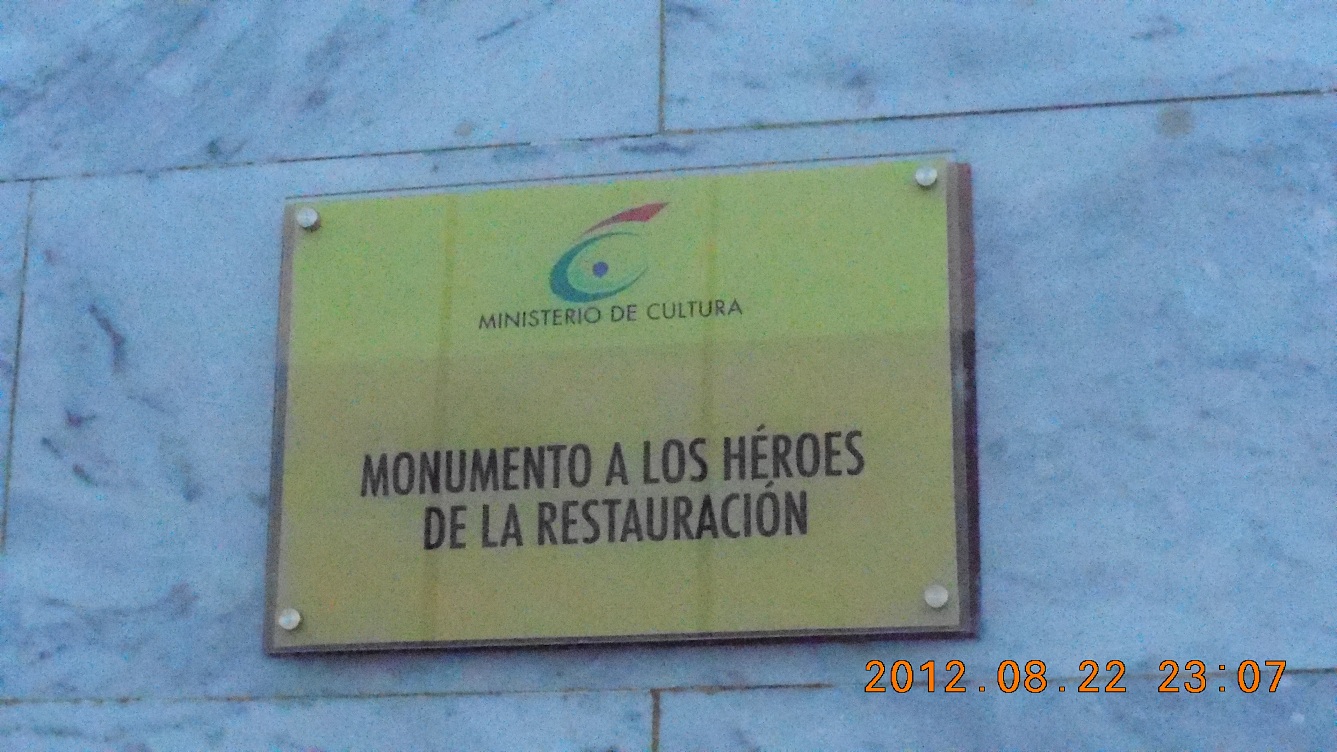 MINISTERIO DE CULTURA
MONUMENTO A LOS HÉROES
DE LA RESTAURACIÓN
2012.08.22 23:07